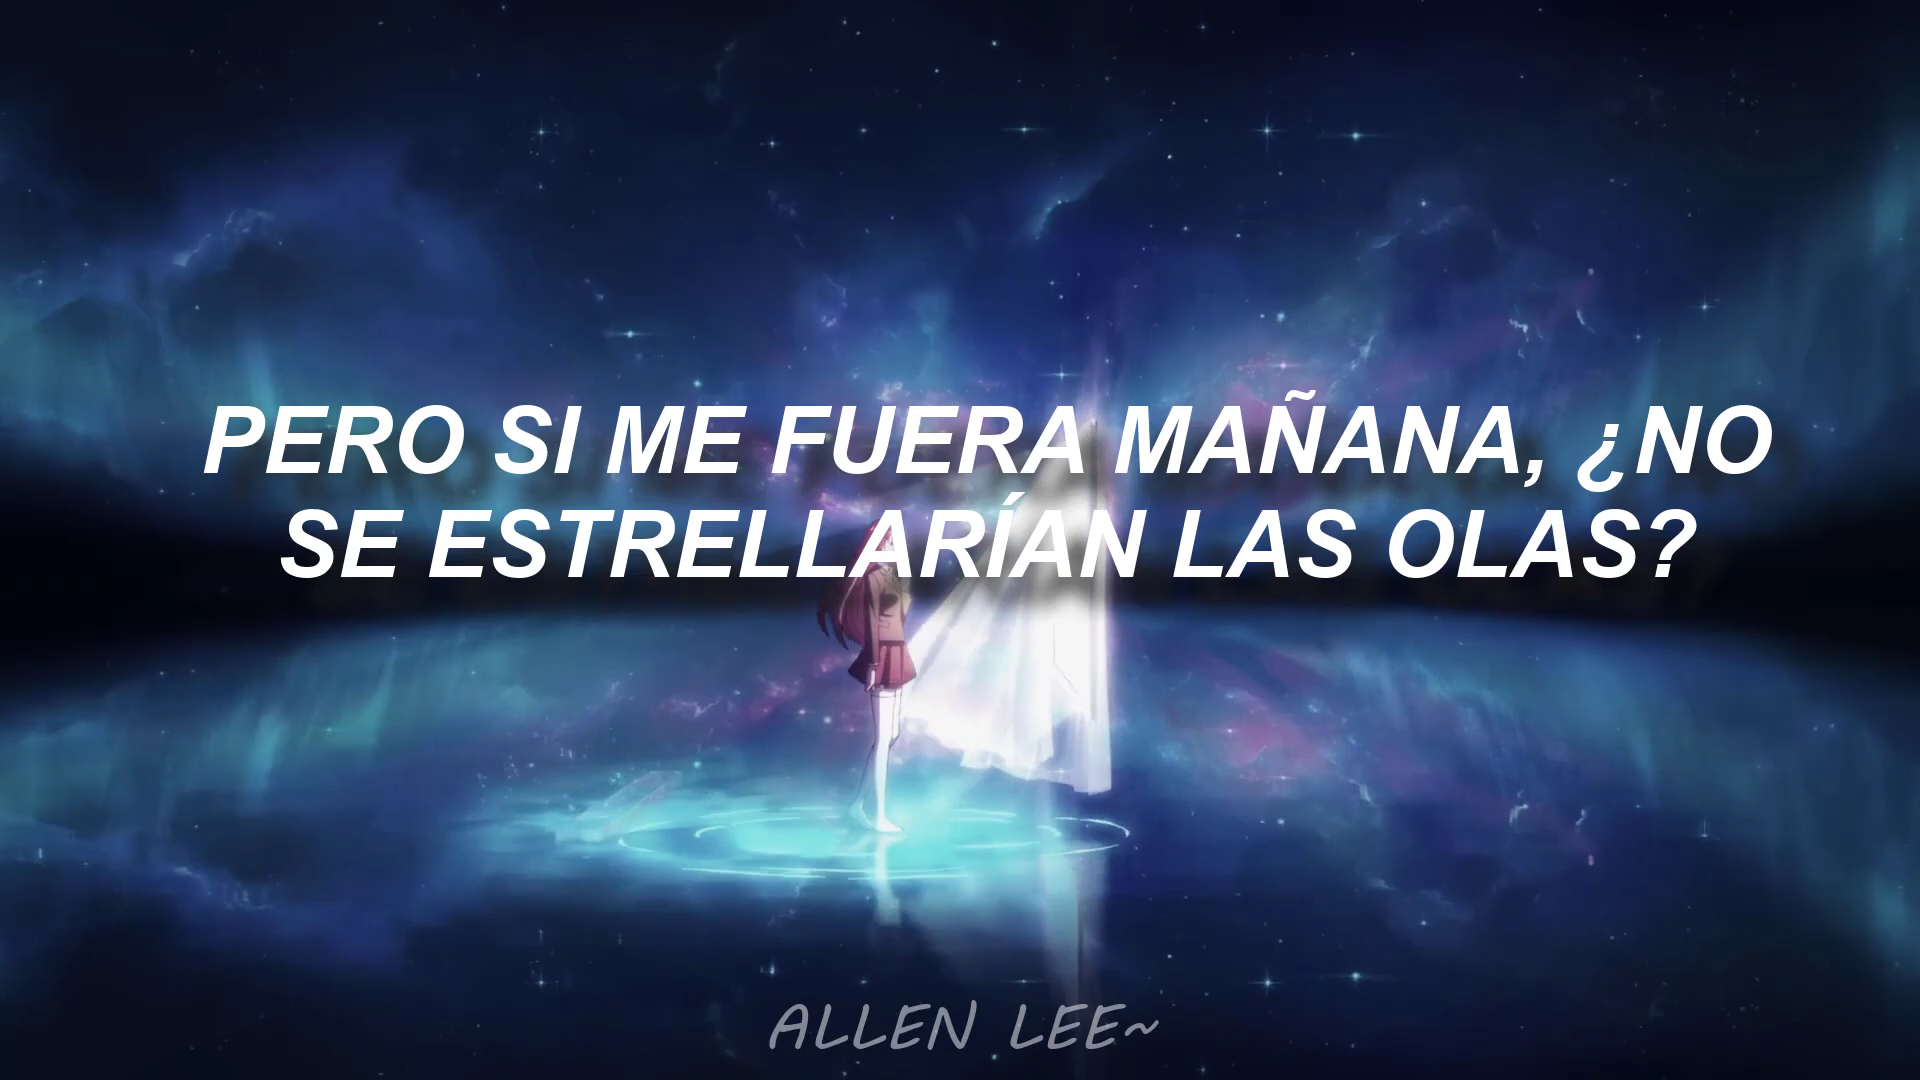 PERO SI ME FUERA MAÑANA, ¿NO
SE ESTRELLARÍAN LAS OLAS?
ALLEN LEE~